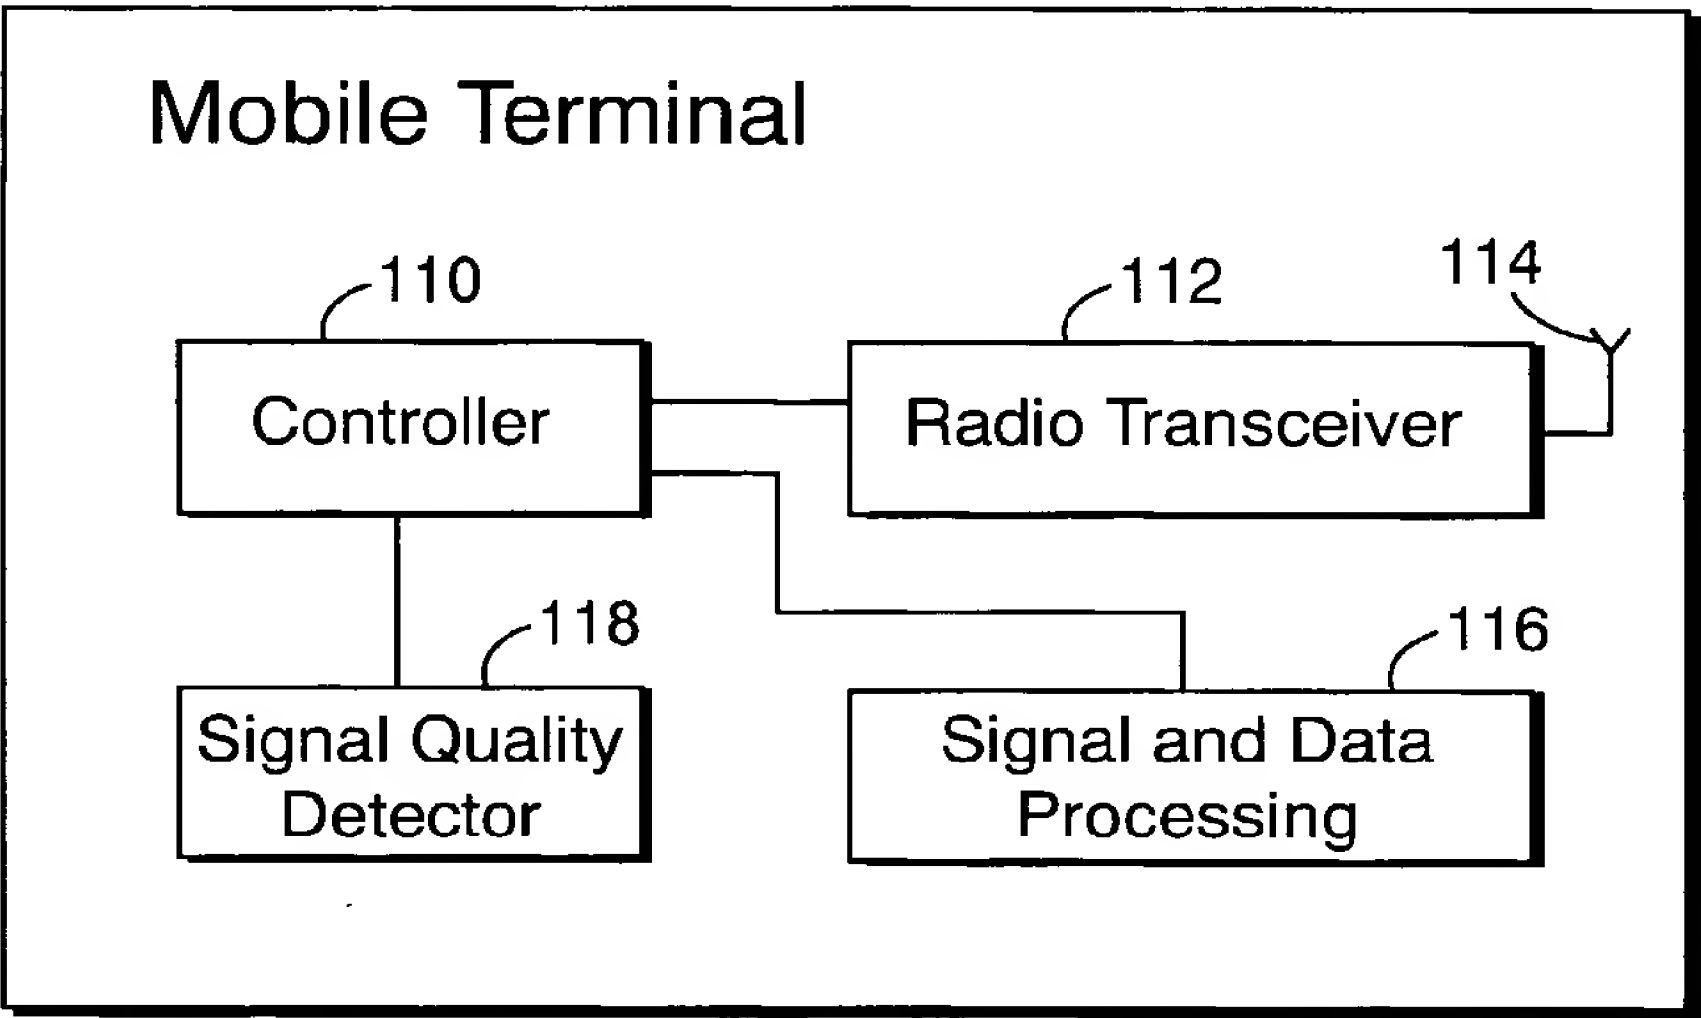 Mobile Terminal
110
112
114
Controller
Radio Transceiver
118
116
Signal Quality
Detector
Signal and Data
Processing